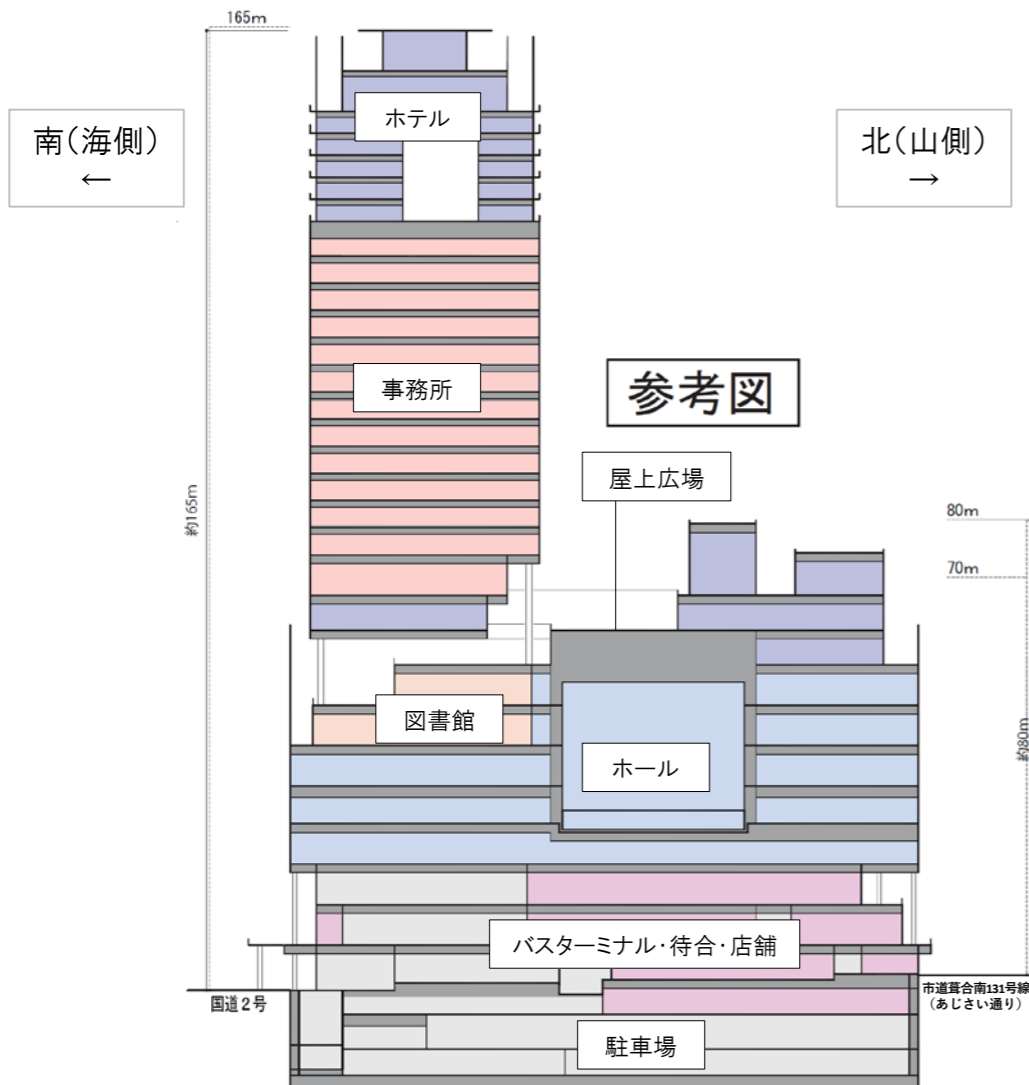 165m
南(海側)
←
北(山側)
→
ホテル
参考図
事務所
屋上広場
約165m
80m
70m
約80m
図書館
ホール
バスターミナル・待合・店舗
国道2号
市道葺合南131号線
(あじさい通り)
駐車場